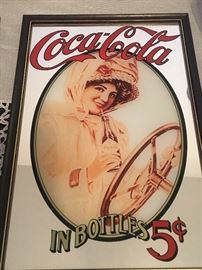 Coca-Cola
IN BOTTLES 5¢